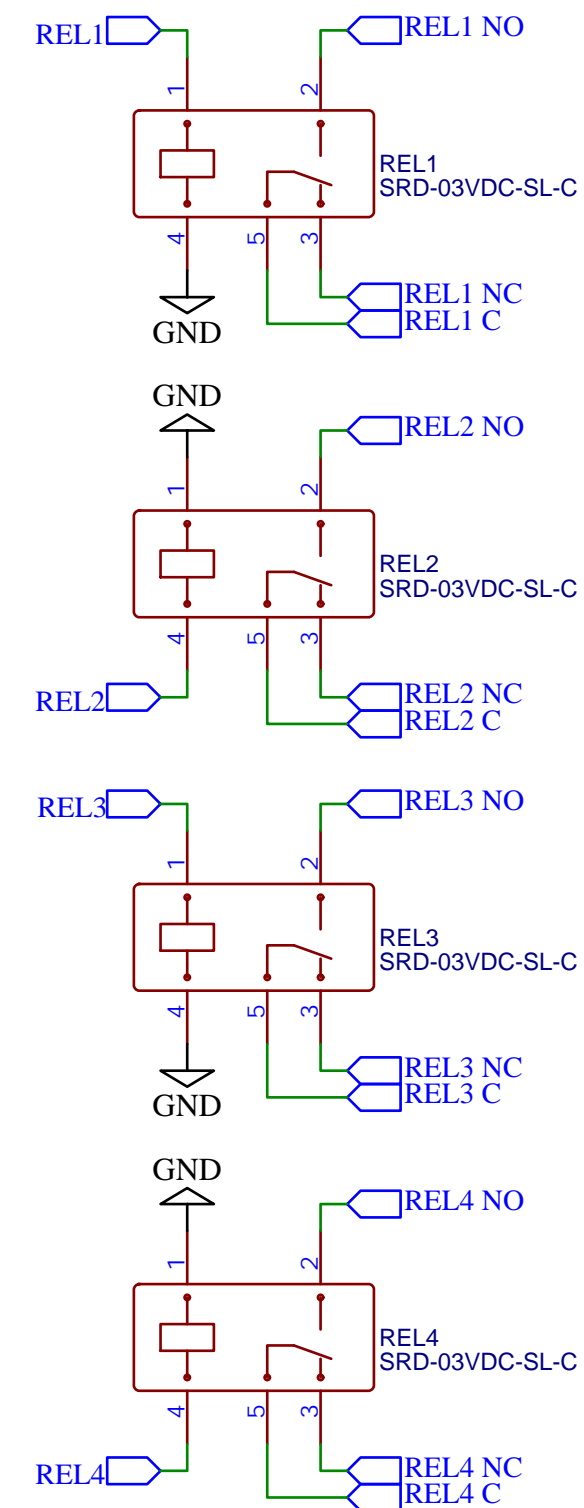 REL1
REL1 NO
1
2
REL1
SRD-03VDC-SL-C
4
5
3
REL1 NC
REL1 C
GND
GND
REL2 NO
1
2
REL2
SRD-03VDC-SL-C
4
5
3
REL2
REL2 NC
REL2 C
REL3
REL3 NO
1
2
REL3
SRD-03VDC-SL-C
4
5
3
REL3 NC
REL3 C
GND
GND
REL4 NO
1
2
REL4
SRD-03VDC-SL-C
4
5
3
REL4
REL4 NC
REL4 C